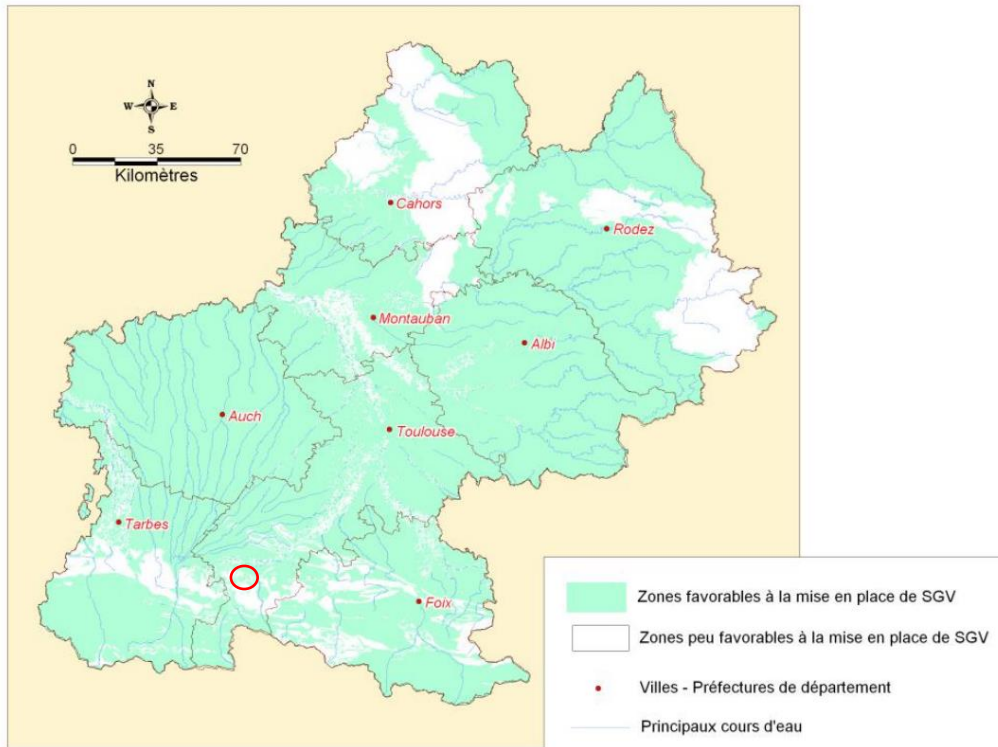 N
W E
S
0 35 70
Kilomètres
Cahors
Rodez
Montauban
Albi
Auch
Toulouse
Tarbes
Foix
Zones favorables à la mise en place de SGV
Zones peu favorables à la mise en place de SGV
Villes - Préfectures de département
Principaux cours d'eau